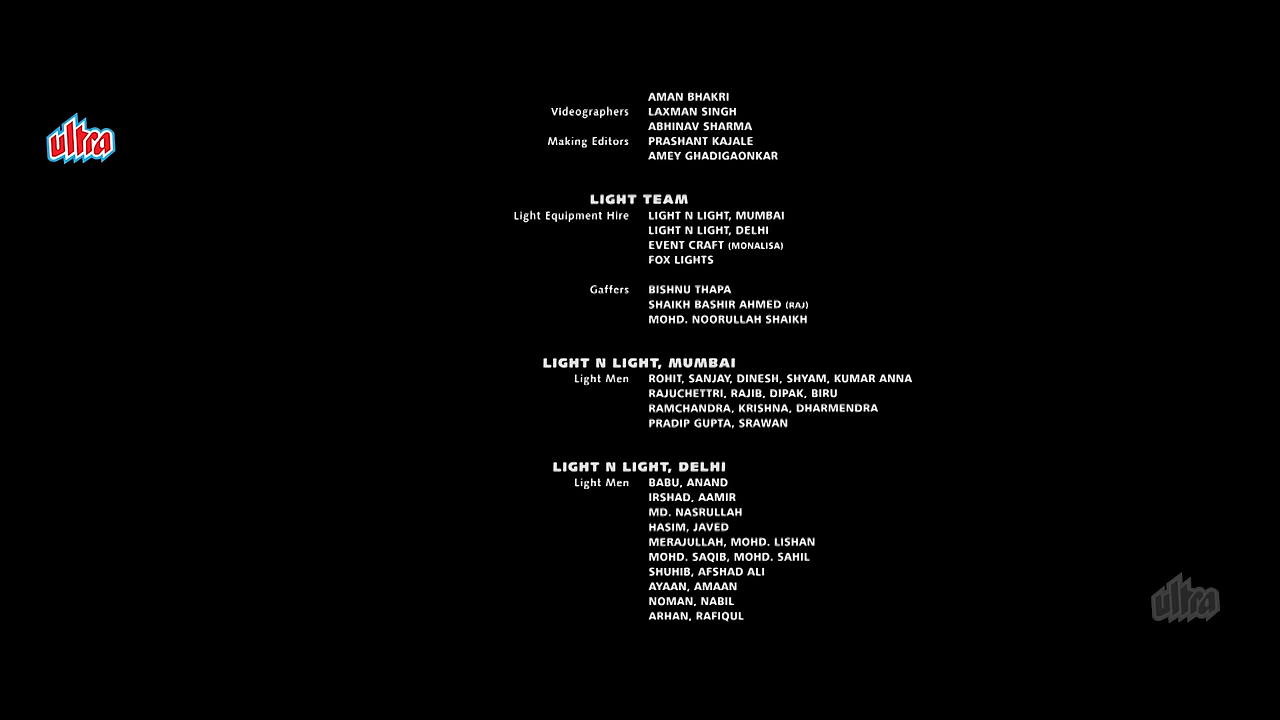 AMAN BHAKRI
Videographers LAXMAN SINGH
ABHINAV SHARMA
Making Editors PRASHANT KAJALE
AMEY GHADIGAONKAR
ultra
LIGHT TEAM
Light Equipment Hire LIGHT N LIGHT, MUMBAI
LIGHT N LIGHT, DELHI
EVENT CRAFT (MONALISA)
FOX LIGHTS
Gaffers BISHNU THAPA
SHAIKH BASHIR AHMED (RAJ)
MOHD. NOORULLAH SHAIKH
LIGHT N LIGHT, MUMBAI
Light Men ROHIT, SANJAY, DINESH, SHYAM, KUMAR ANNA
RAJUCHETTRI, RAJIB, DIPAK, BIRU
RAMCHANDRA, KRISHNA, DHARMENDRA
PRADIP GUPTA, SRAWAN
LIGHT N LIGHT, DELHI
Light Men BABU, ANAND
IRSHAD, AAMIR
MD. NASRULLAH
HASIM, JAVED
MERAJULLAH, MOHD. LISHAN
MOHD. SAQIB, MOHD. SAHIL
SHUHIB, AFSHAD ALI
AYAAN, AMAAN
NOMAN, NABIL
ARHAN, RAFIQUL
ultra